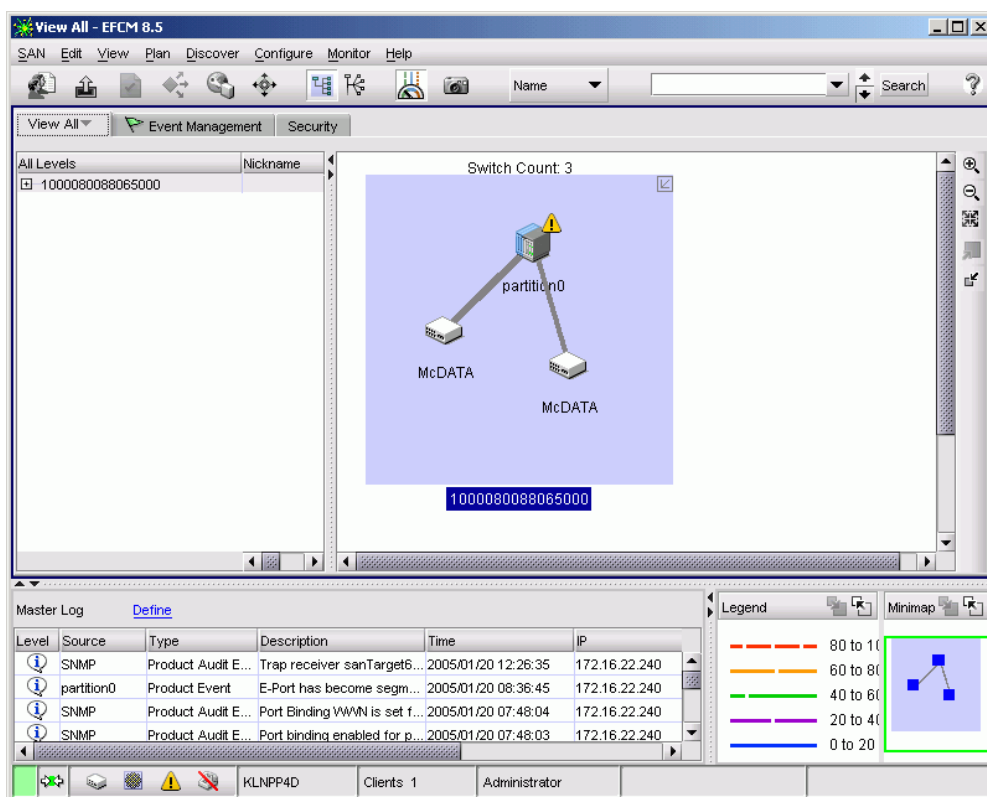 View All - EFCM 8.5
SAN Edit View Plan Discover Configure Monitor Help
Name
Search
View All
Event Management
Security
All Levels
Nickname
1000080088065000
Switch Count: 3
partition0
McDATA
McDATA
1000080088065000
Master Log
Define
Level Source Type Description Time IP
SNMP Product Audit E... Trap receiver sanTarget6... 2005/01/20 12:26:35 172.16.22.240
partition0 Product Event E-Port has become segm... 2005/01/20 08:36:45 172.16.22.240
SNMP Product Audit E... Port Binding WWN is set f... 2005/01/20 07:48:04 172.16.22.240
SNMP Product Audit E... Port binding enabled for p... 2005/01/20 07:48:03 172.16.22.240
Legend
80 to 10
60 to 80
40 to 60
20 to 40
0 to 20
Minimap
KLNPP4D
Clients 1
Administrator